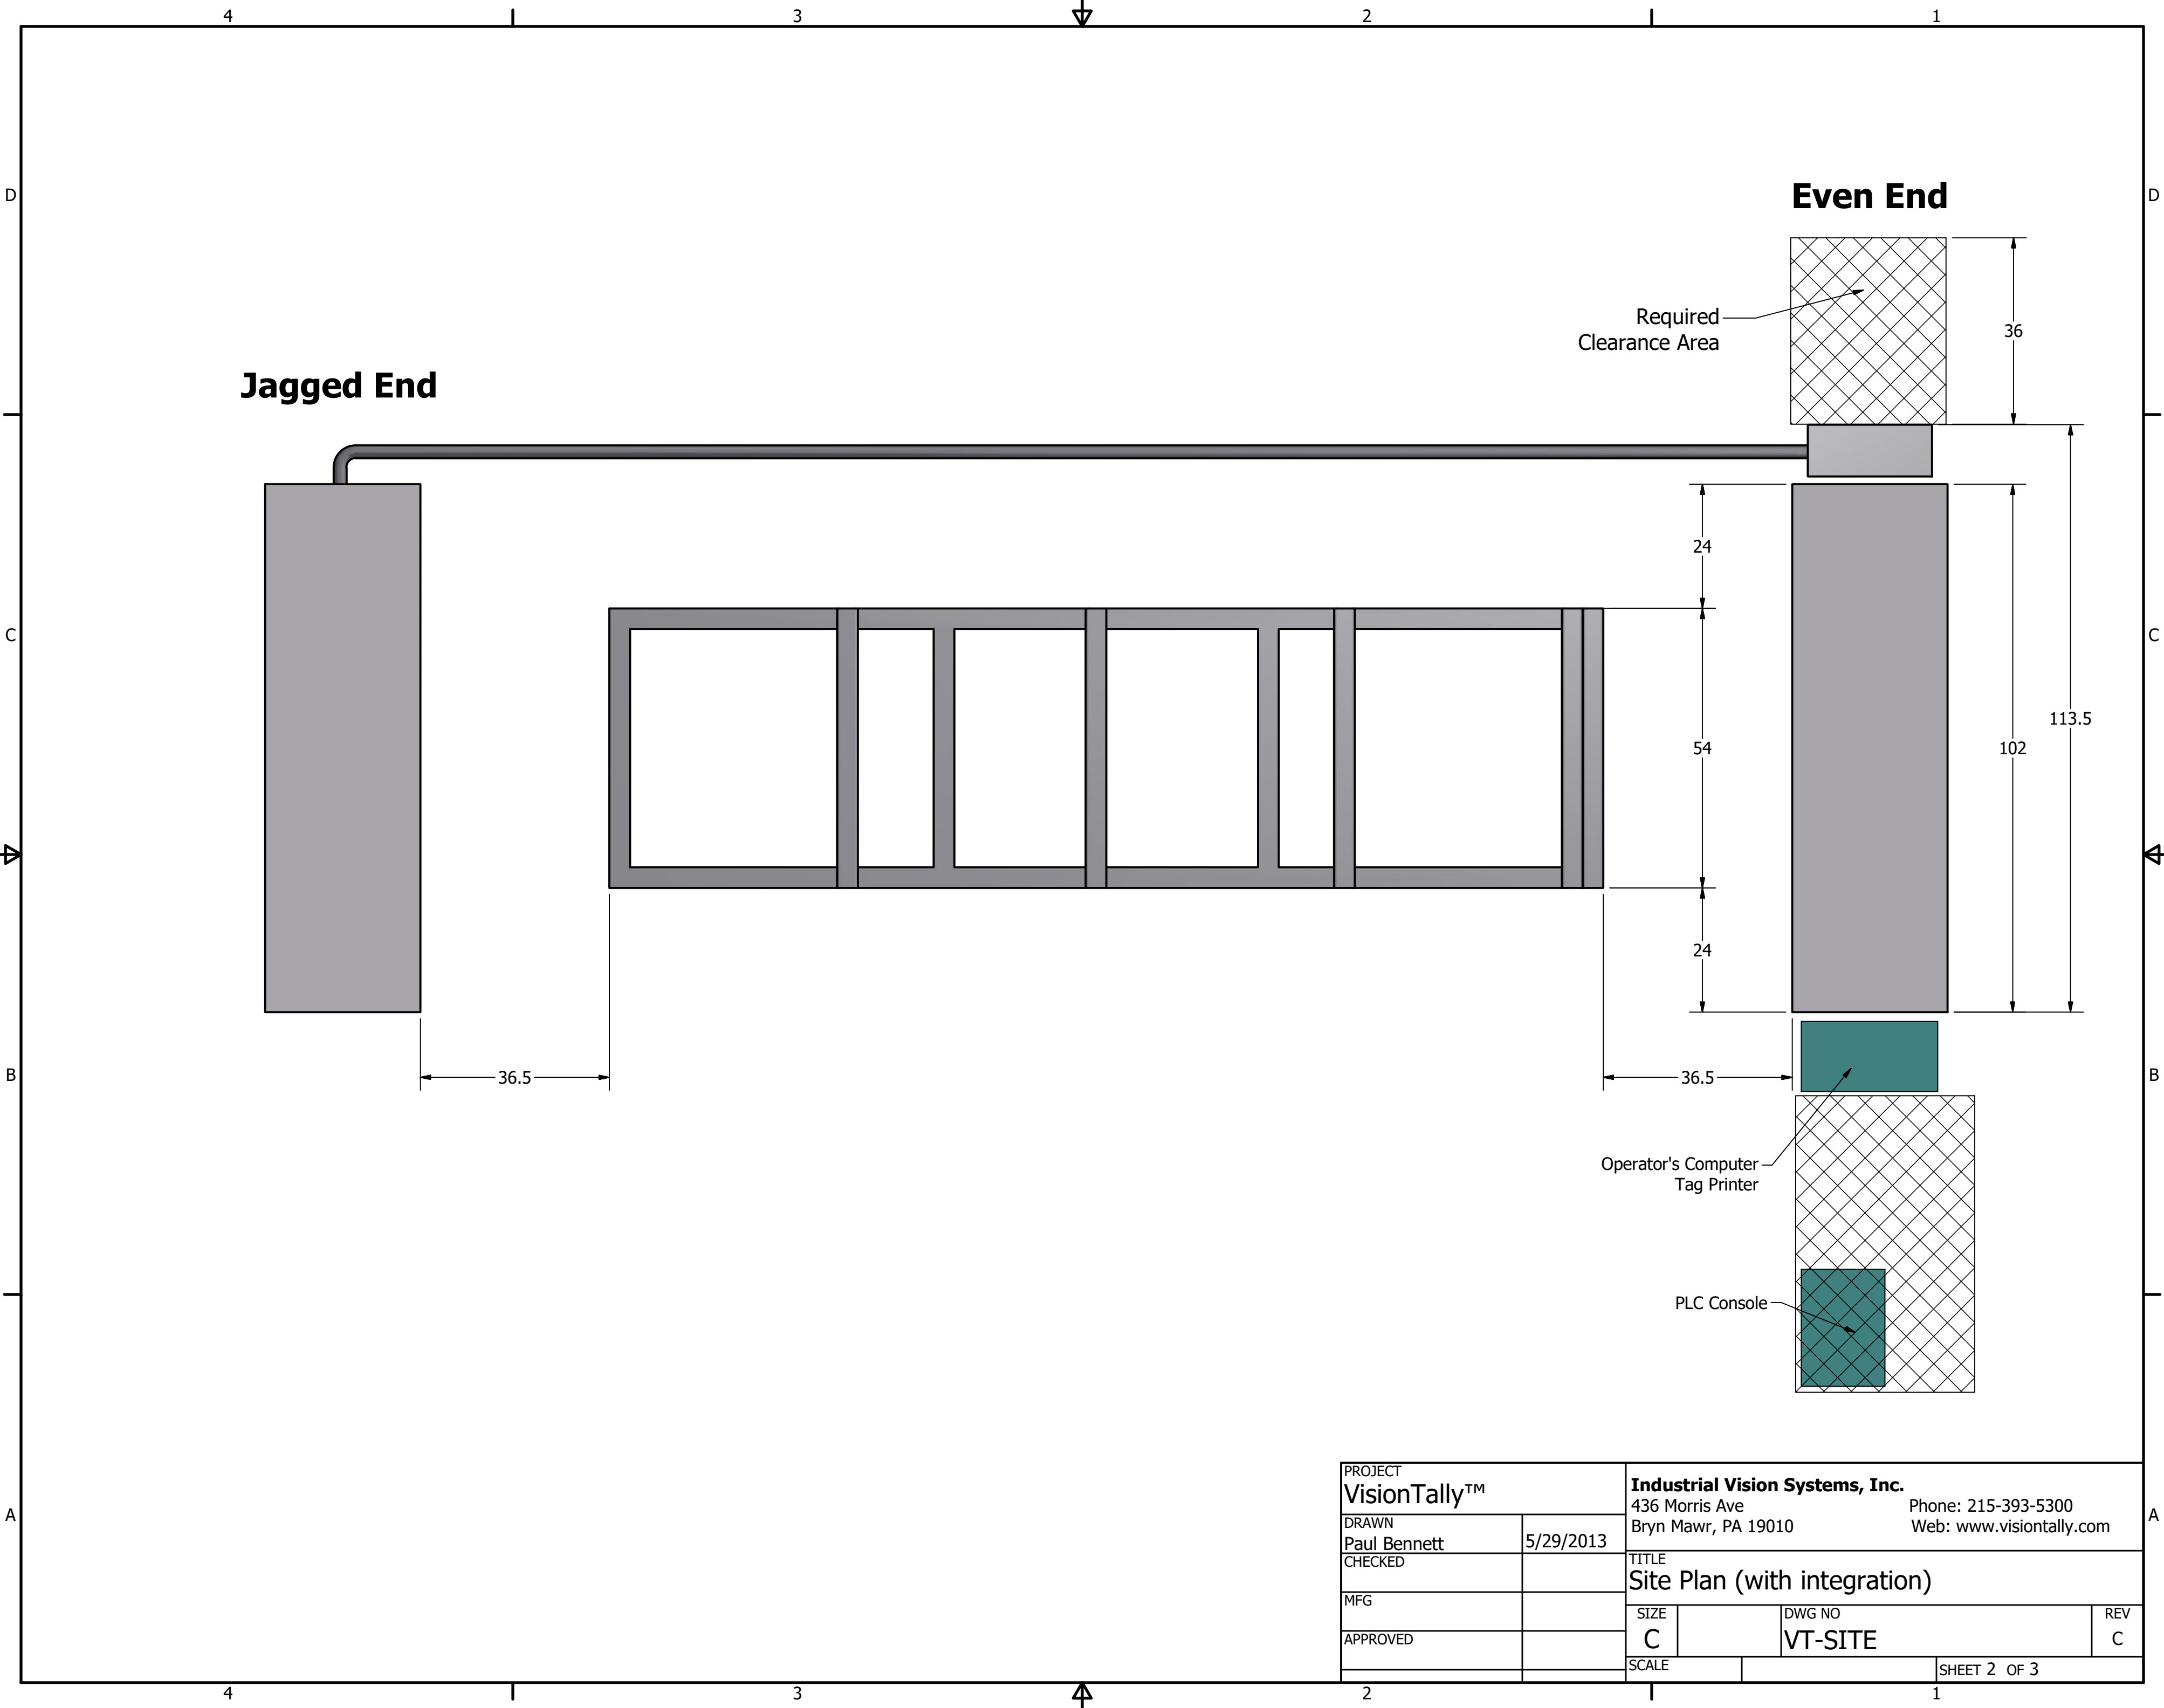 4 3 2 1
D D
Even End
Required
Clearance Area
36
Jagged End
24
C C
54
102
113.5
24
B B
36.5 36.5
Operator's Computer
Tag Printer
PLC Console
A A
PROJECT
VisionTally™
DRAWN
Paul Bennett 5/29/2013
CHECKED
MFG
APPROVED
Industrial Vision Systems, Inc.
436 Morris Ave Phone: 215-393-5300
Bryn Mawr, PA 19010 Web: www.visiontally.com
TITLE
Site Plan (with integration)
SIZE DWG NO REV
C VT-SITE C
SCALE SHEET 2 OF 3
4 3 2 1